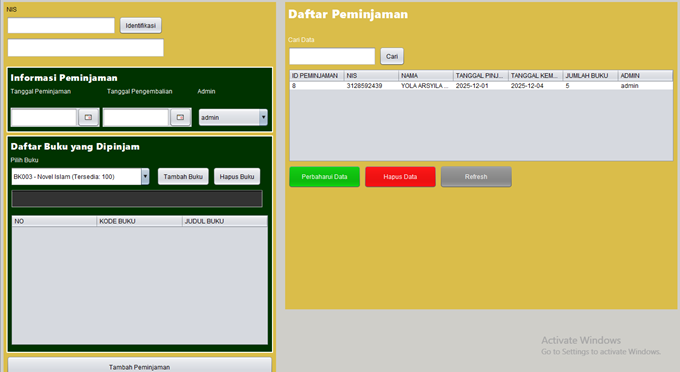 NIS
Identifikasi
Informasi Peminjaman
Tanggal Peminjaman Tanggal Pengembalian Admin
admin
Daftar Buku yang Dipinjam
Pilih Buku
BK003 - Novel Islam (Tersedia: 100) Tambah Buku Hapus Buku
NO KODE BUKU JUDUL BUKU
Tambah Peminjaman
Daftar Peminjaman
Cari Data
Cari
ID PEMINJAMAN NIS NAMA TANGGAL PINJ... TANGGAL KEM... JUMLAH BUKU ADMIN
8 3128592439 YOLA ARSYILA ... 2025-12-01 2025-12-04 5 admin
Perbaharui Data Hapus Data Refresh
Activate Windows
Go to Settings to activate Windows.